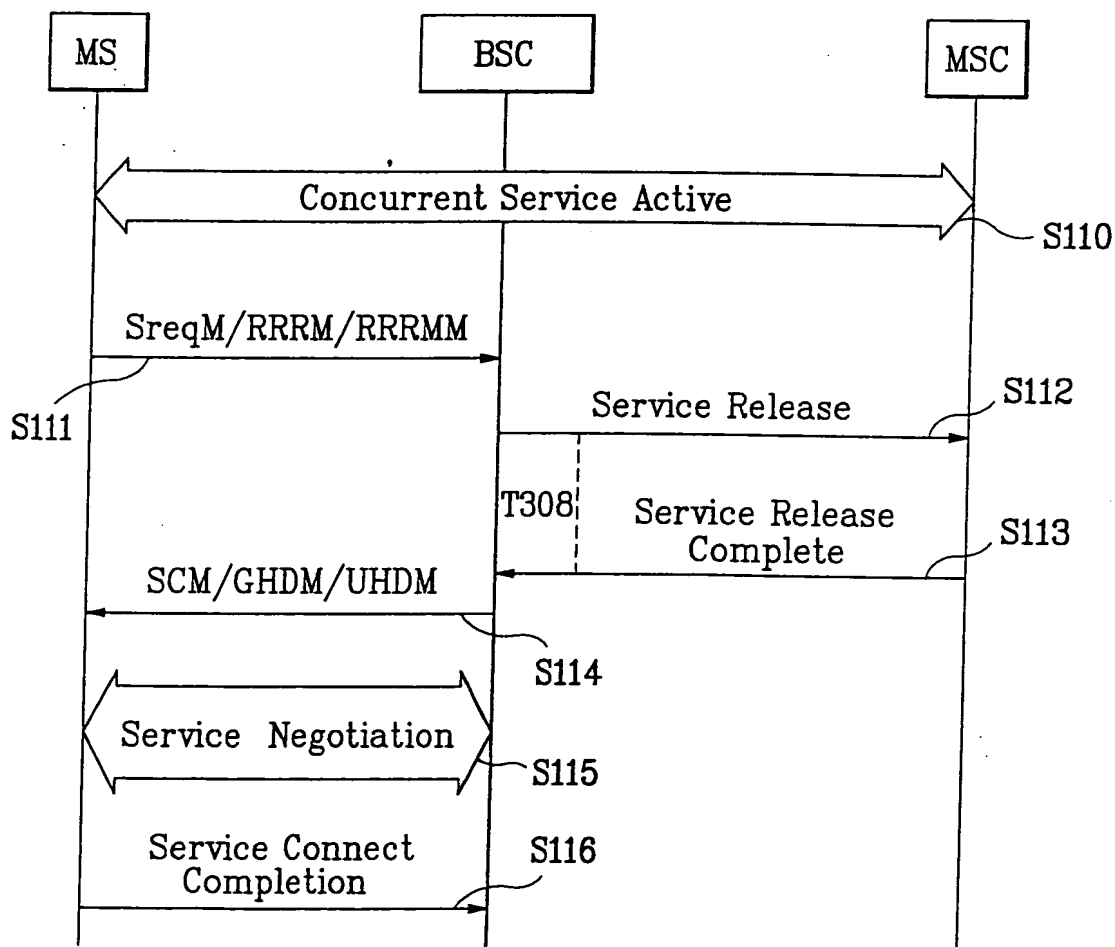 MS
BSC
MSC
Concurrent Service Active
S110
SreqM/RRRM/RRRMM
S111
Service Release
S112
T308
Service Release
Complete
S113
SCM/GHDM/UHDM
S114
Service Negotiation
S115
Service Connect
Completion
S116